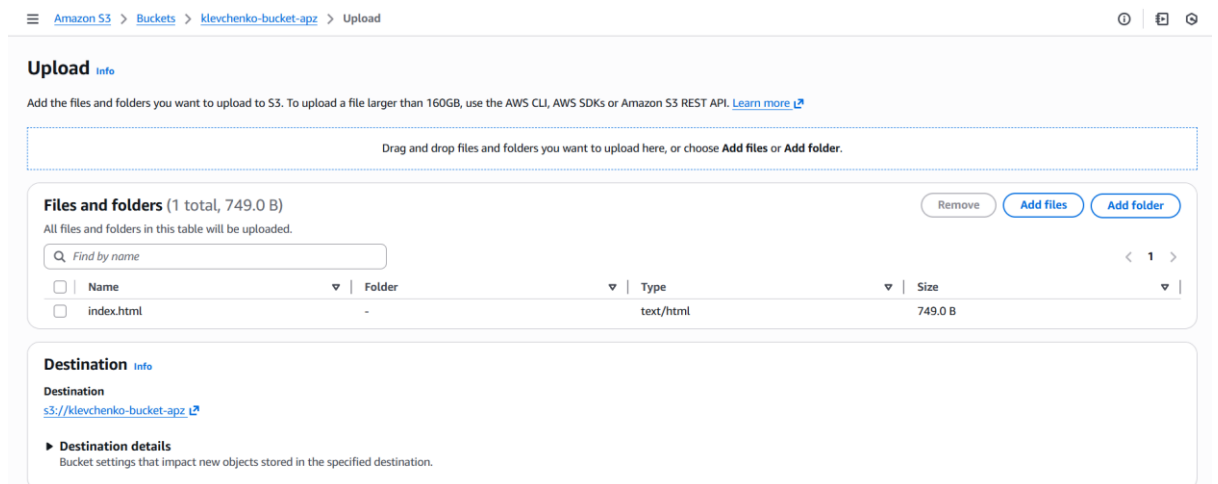 Amazon S3 > Buckets > klevchenko-bucket-apz > Upload
Upload Info
Add the files and folders you want to upload to S3. To upload a file larger than 160GB, use the AWS CLI, AWS SDKs or Amazon S3 REST API. Learn more
Drag and drop files and folders you want to upload here, or choose Add files or Add folder.
Files and folders (1 total, 749.0 B)
Remove Add files Add folder
All files and folders in this table will be uploaded.
Find by name
< 1 >
Name Folder Type Size
index.html - text/html 749.0 B
Destination Info
Destination
s3://klevchenko-bucket-apz
Destination details
Bucket settings that impact new objects stored in the specified destination.